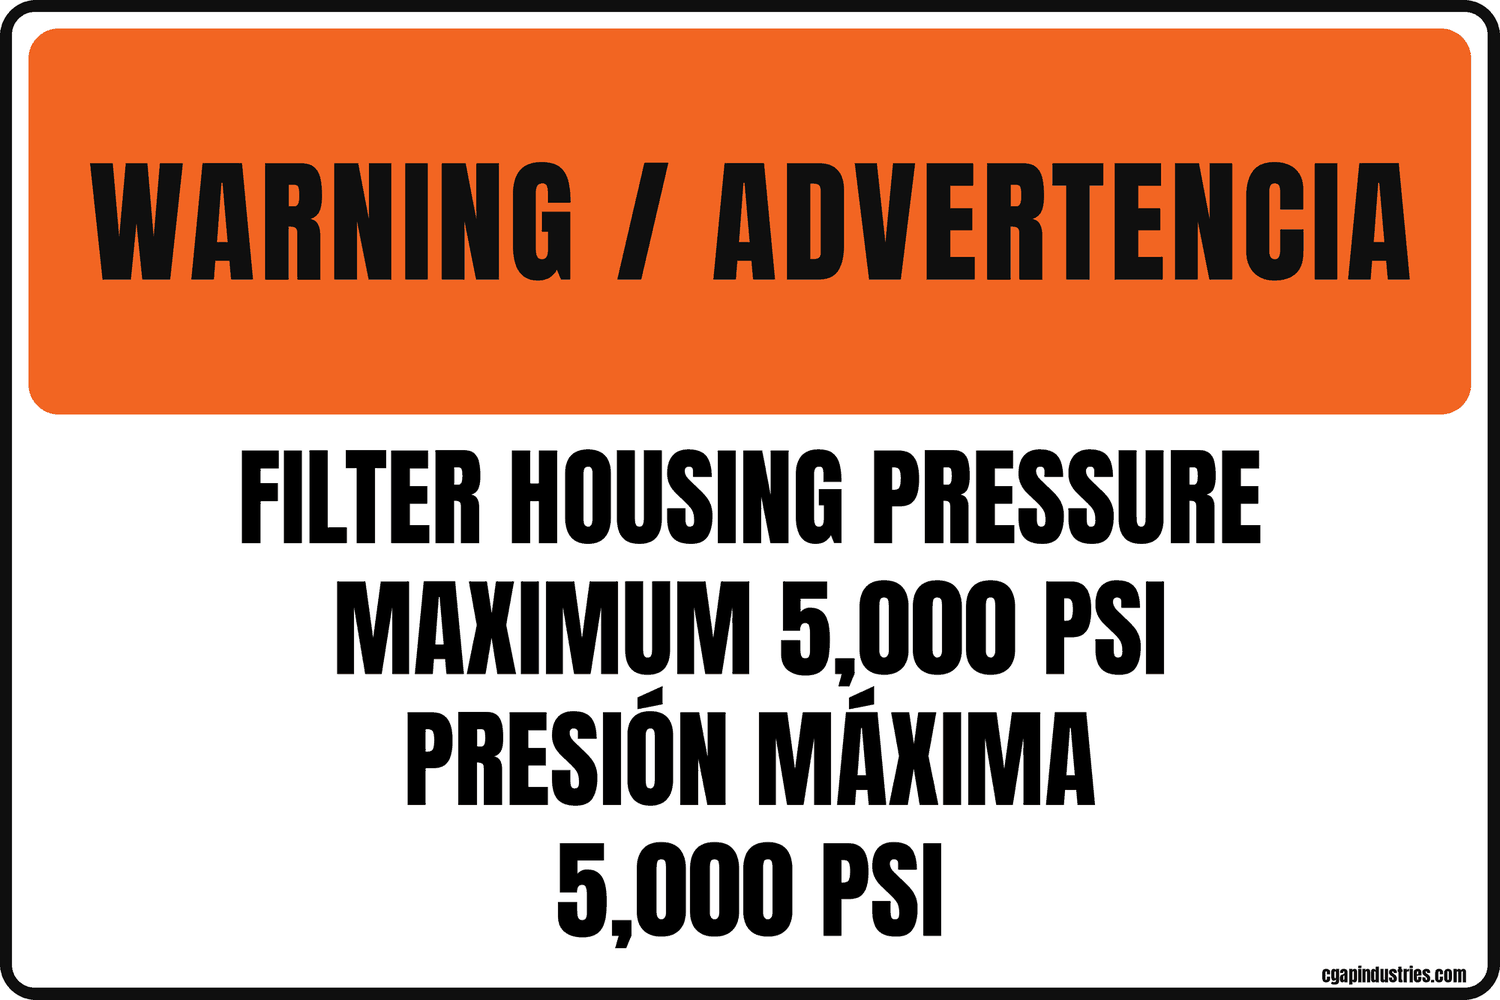 WARNING / ADVERTENCIA
FILTER HOUSING PRESSURE
MAXIMUM 5,000 PSI
PRESIÓN MÁXIMA
5,000 PSI
cgapindustries.com